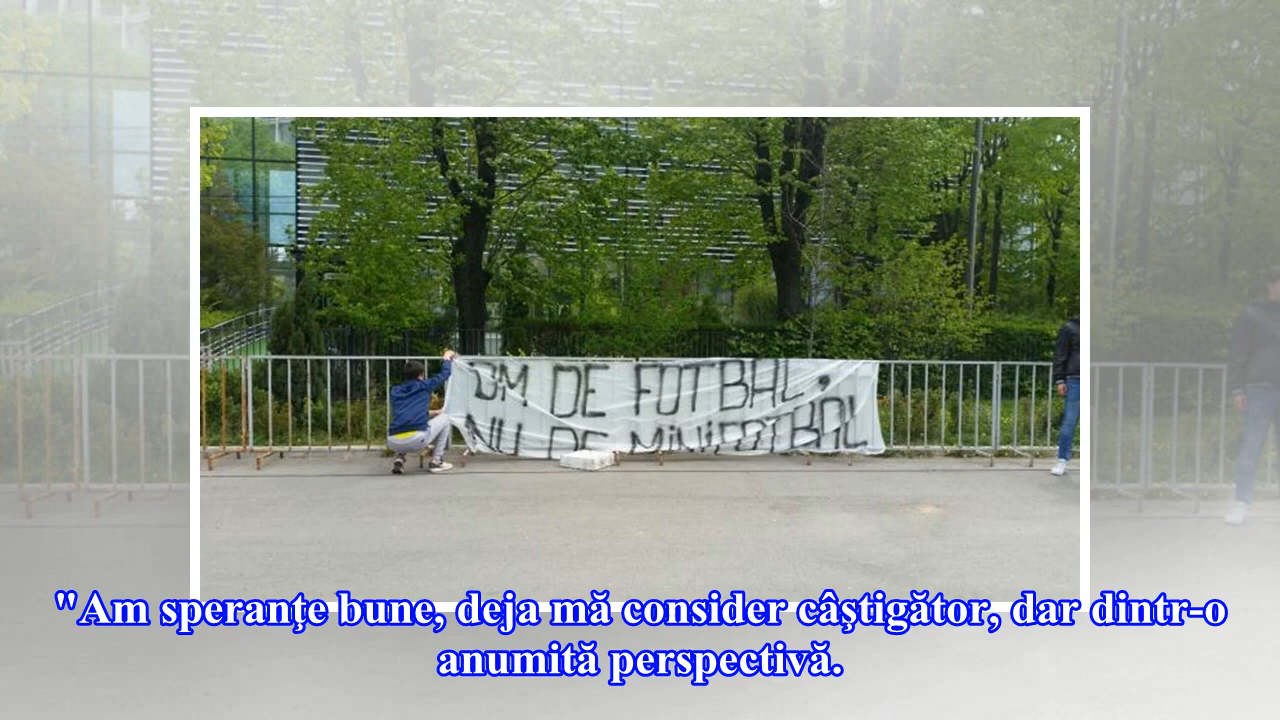 OM DE FOTBAL,
NU DE MiNiFOTBAL
"Am speranţe bune, deja mă consider câştigător, dar dintr-o
anumită perspectivă.